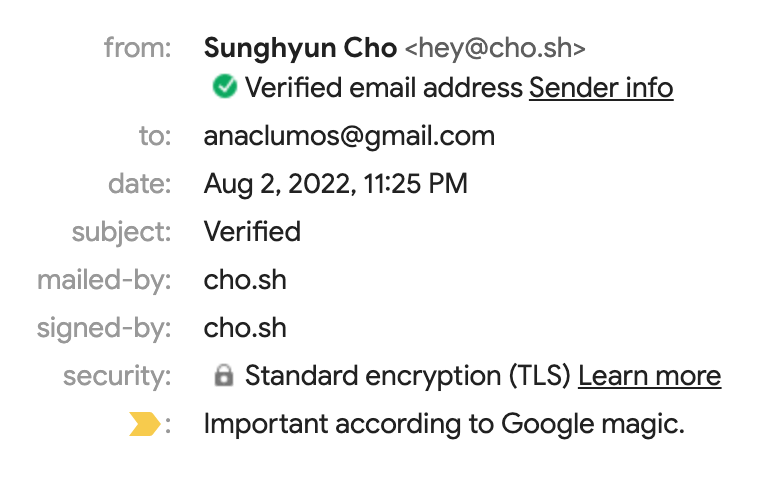 from: Sunghyun Cho <hey@cho.sh>
Verified email address Sender info
to: anaclumos@gmail.com
date: Aug 2, 2022, 11:25 PM
subject: Verified
mailed-by: cho.sh
signed-by: cho.sh
security: Standard encryption (TLS) Learn more
: Important according to Google magic.